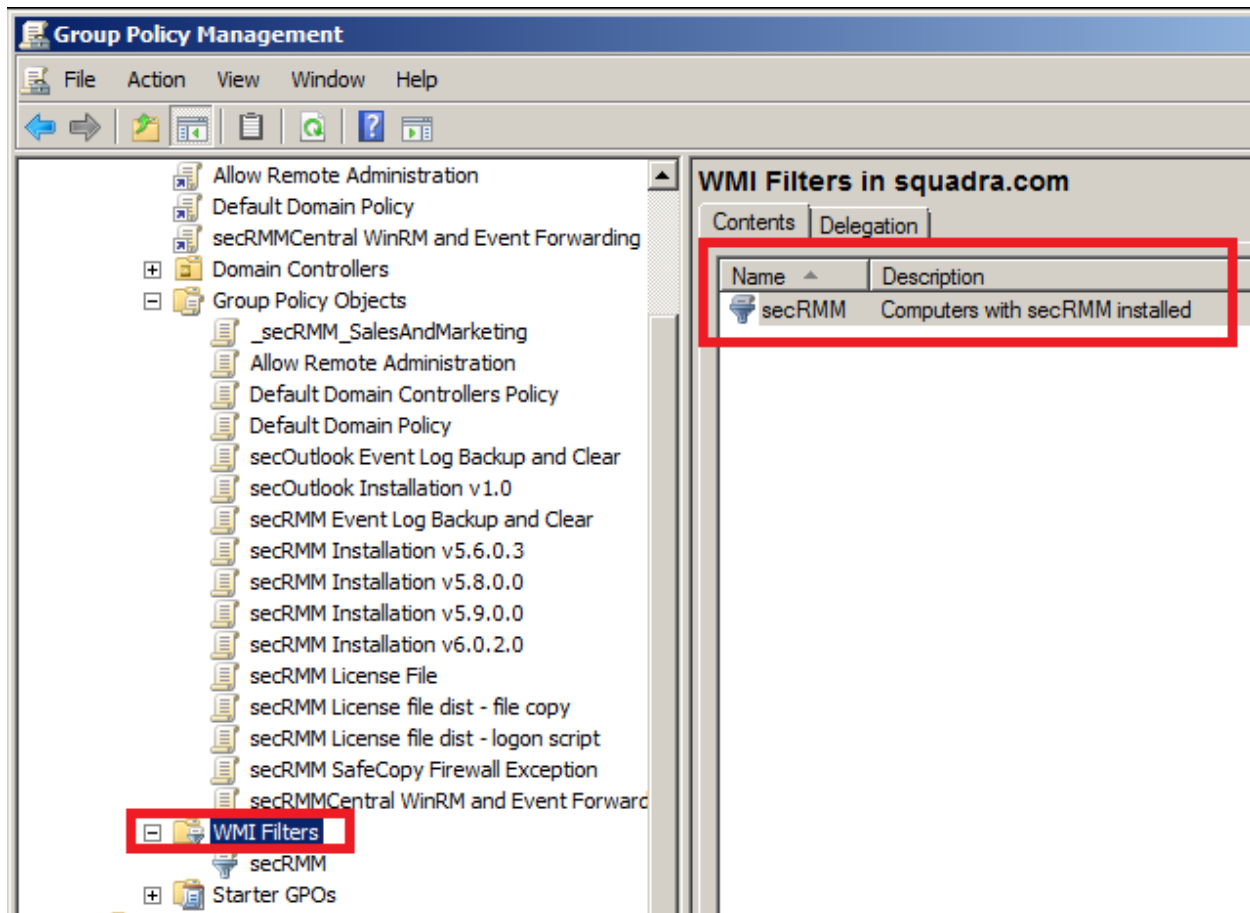 Group Policy Management
File Action View Window Help
Allow Remote Administration
Default Domain Policy
secRMMCentral WinRM and Event Forwarding
Domain Controllers
Group Policy Objects
_secRMM_SalesAndMarketing
Allow Remote Administration
Default Domain Controllers Policy
Default Domain Policy
secOutlook Event Log Backup and Clear
secOutlook Installation v1.0
secRMM Event Log Backup and Clear
secRMM Installation v5.6.0.3
secRMM Installation v5.8.0.0
secRMM Installation v5.9.0.0
secRMM Installation v6.0.2.0
secRMM License File
secRMM License file dist - file copy
secRMM License file dist - logon script
secRMM SafeCopy Firewall Exception
secRMMCentral WinRM and Event Forward
WMI Filters
secRMM
Starter GPOs
WMI Filters in squadra.com
Contents Delegation
Name Description
secRMM Computers with secRMM installed